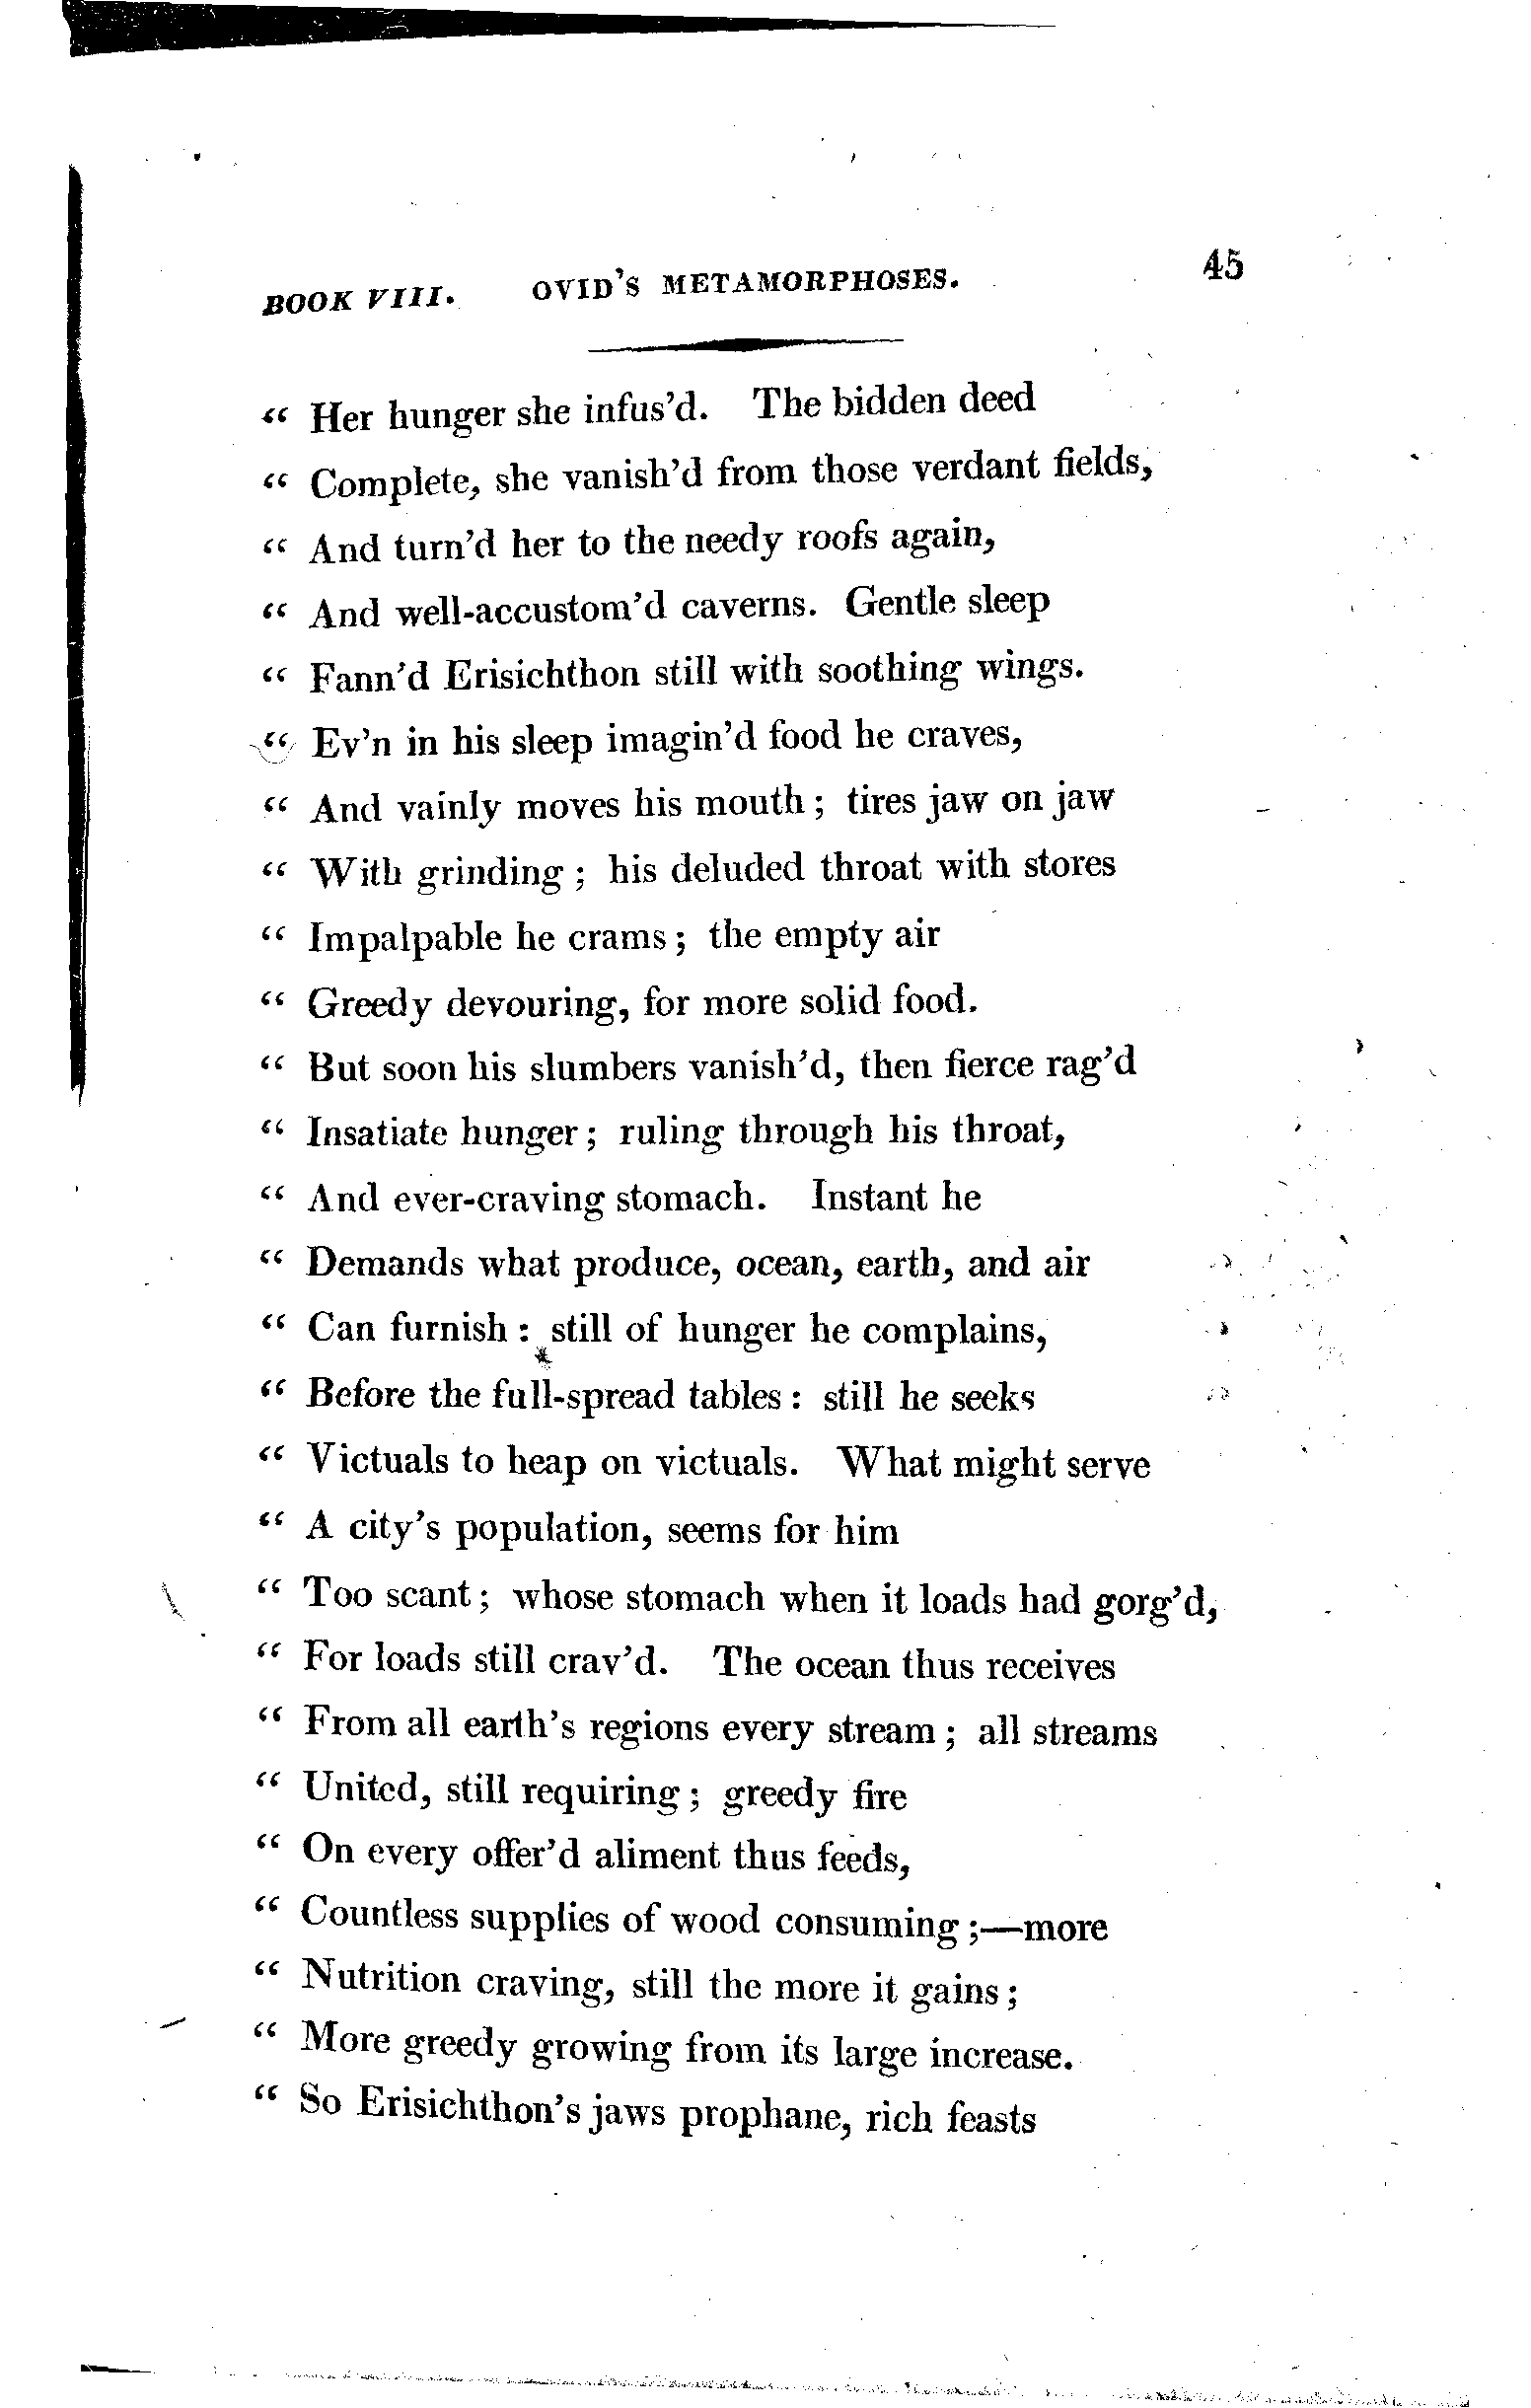 BOOK VIII. OVID'S METAMORPHOSES. 45
“ Her hunger she infus'd. The bidden deed
“ Complete, she vanish'd from those verdant fields,
“ And turn'd her to the needy roofs again,
“ And well-accustom'd caverns. Gentle sleep
“ Fann'd Erisichthon still with soothing wings.
“ Ev'n in his sleep imagin'd food he craves,
“ And vainly moves his mouth; tires jaw on jaw
“ With grinding; his deluded throat with stores
“ Impalpable he crams; the empty air
“ Greedy devouring, for more solid food.
“ But soon his slumbers vanish'd, then fierce rag'd
“ Insatiate hunger; ruling through his throat,
“ And ever-craving stomach. Instant he
“ Demands what produce, ocean, earth, and air
“ Can furnish: still of hunger he complains,
“ Before the full-spread tables: still he seeks
“ Victuals to heap on victuals. What might serve
“ A city's population, seems for him
“ Too scant; whose stomach when it loads had gorg'd,
“ For loads still crav'd. The ocean thus receives
“ From all earth's regions every stream; all streams
“ United, still requiring; greedy fire
“ On every offer'd aliment thus feeds,
“ Countless supplies of wood consuming;—more
“ Nutrition craving, still the more it gains;
“ More greedy growing from its large increase.
“ So Erisichthon's jaws prophane, rich feasts